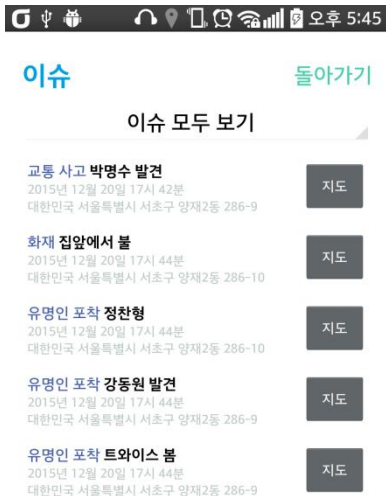 오후 5:45
이슈
돌아가기
이슈 모두 보기
교통 사고 박명수 발견
2015년 12월 20일 17시 42분
대한민국 서울특별시 서초구 양재2동 286-9
지도
화재 집앞에서 불
2015년 12월 20일 17시 44분
대한민국 서울특별시 서초구 양재2동 286-10
지도
유명인 포착 정찬형
2015년 12월 20일 17시 44분
대한민국 서울특별시 서초구 양재2동 286-10
지도
유명인 포착 강동원 발견
2015년 12월 20일 17시 44분
대한민국 서울특별시 서초구 양재2동 286-9
지도
유명인 포착 트와이스 봄
2015년 12월 20일 17시 44분
대한민국 서울특별시 서초구 양재2동 286-9
지도